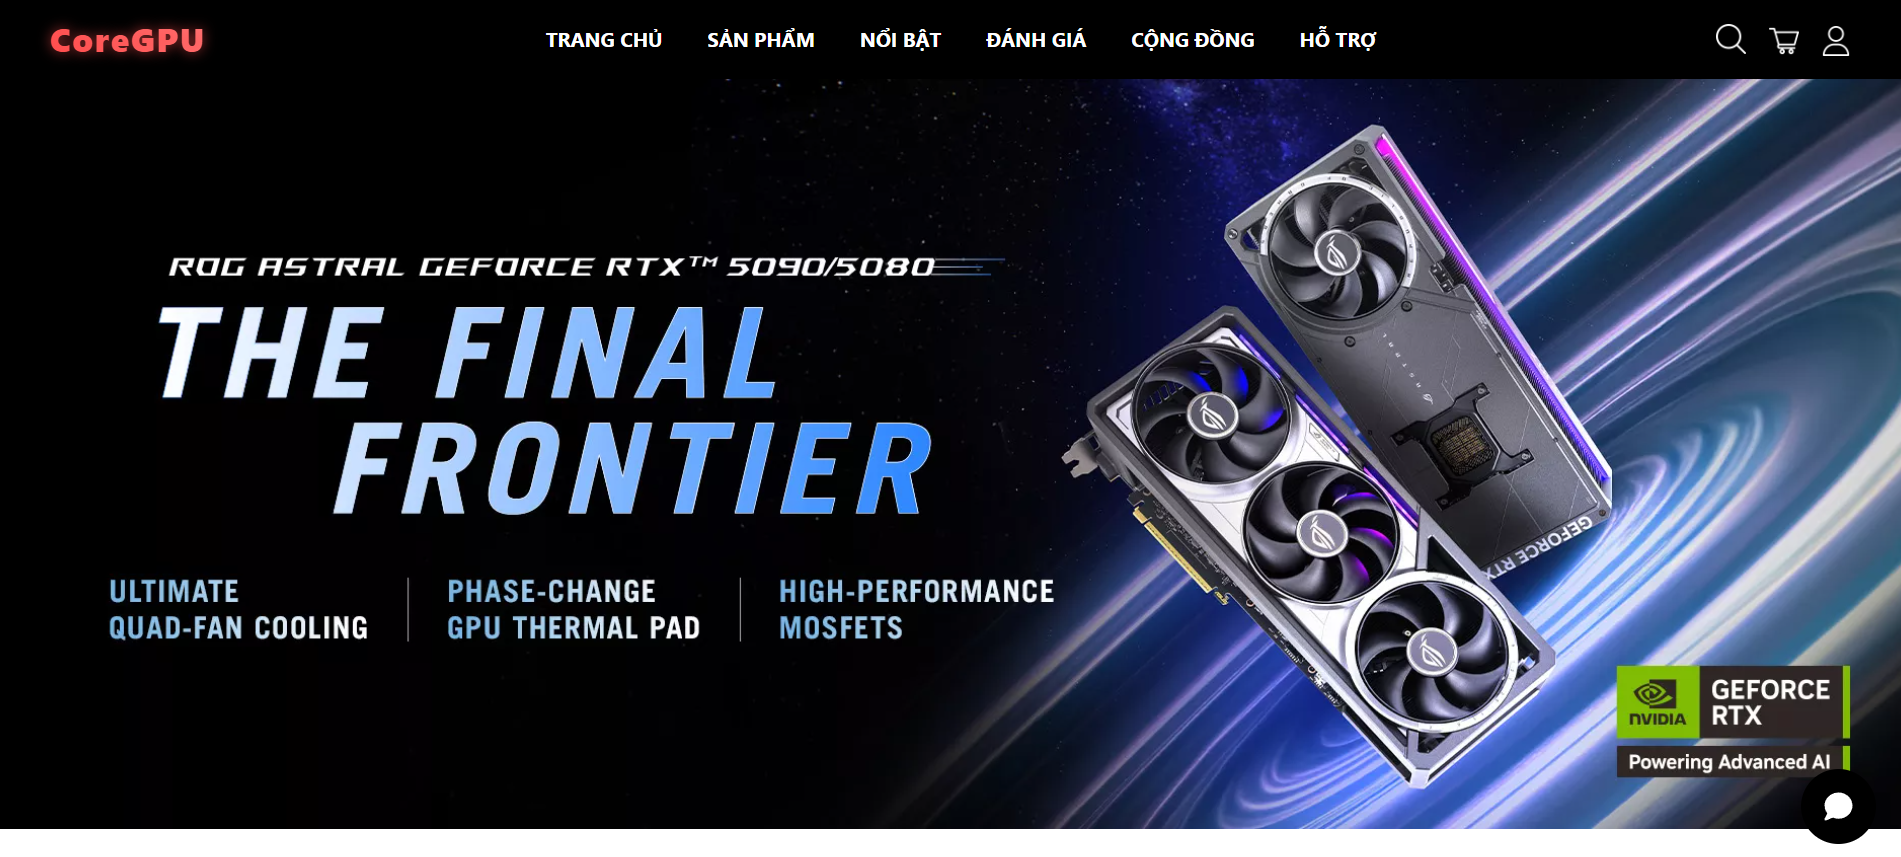 CoreGPU
TRANG CHỦ
SẢN PHẨM
NỔI BẬT
ĐÁNH GIÁ
CỘNG ĐỒNG
HỖ TRỢ
ROG ASTRAL GEFORCE RTX™ 5090/5080
THE FINAL
FRONTIER
ULTIMATE
QUAD-FAN COOLING
PHASE-CHANGE
GPU THERMAL PAD
HIGH-PERFORMANCE
MOSFETS
GEFORCE RTX
NVIDIA
GEFORCE
RTX
Powering Advanced AI